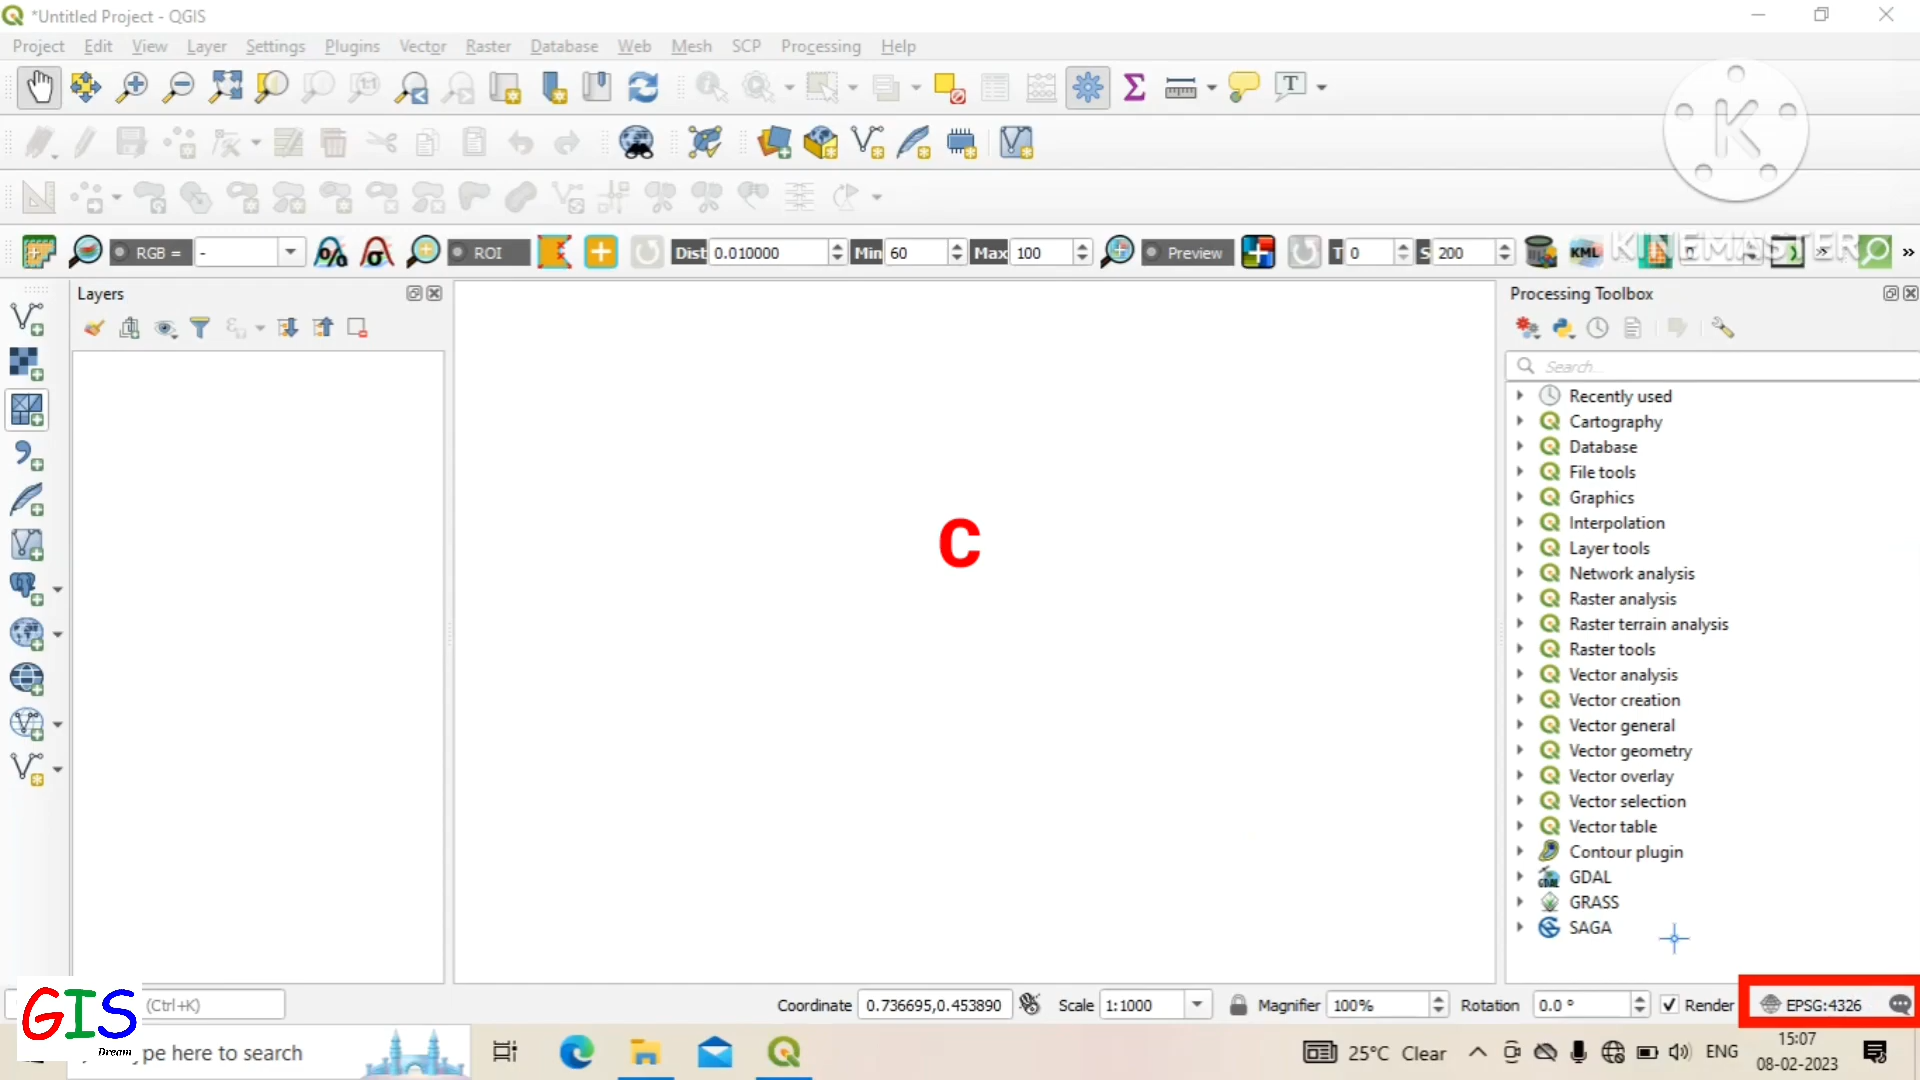 *Untitled Project - QGIS
Project Edit View Layer Settings Plugins Vector Raster Database Web Mesh SCP Processing Help
K
RGB = - ROI Dist 0.010000 Min 60 Max 100 Preview T 0 S 200 KML KINEMASTER »
Layers
Processing Toolbox
Search...
Recently used
Cartography
Database
File tools
Graphics
Interpolation
Layer tools
Network analysis
Raster analysis
Raster terrain analysis
Raster tools
Vector analysis
Vector creation
Vector general
Vector geometry
Vector overlay
Vector selection
Vector table
Contour plugin
GDAL
GRASS
SAGA
C
(Ctrl+K) Coordinate 0.736695,0.453890 Scale 1:1000 Magnifier 100% Rotation 0.0 ° Render EPSG:4326
GIS
Dream
pe here to search
25°C Clear ENG
15:07
08-02-2023